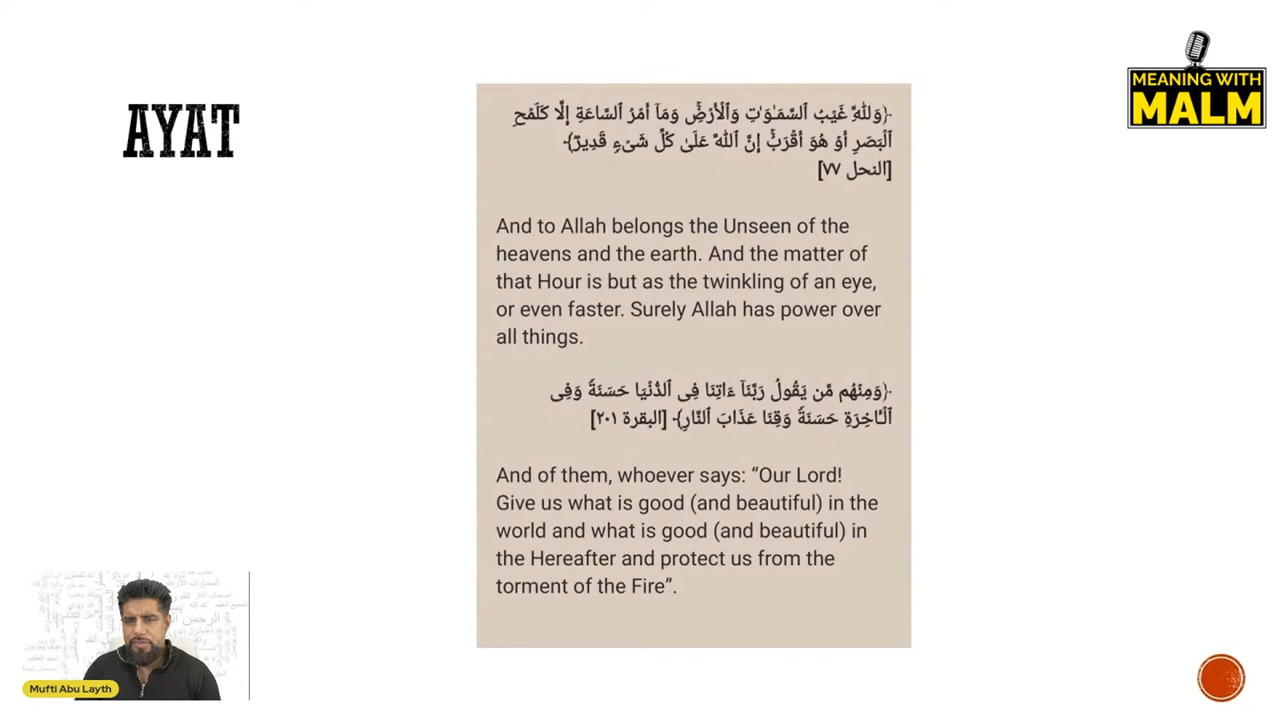 AYAT
MEANING WITH
MALM
﴿وَلِلَّهِ غَيْبُ ٱلسَّمَـٰوَٰتِ وَٱلْأَرْضِۚ وَمَاۤ أَمْرُ ٱلسَّاعَةِ إِلَّا كَلَمْحِ
ٱلْبَصَرِ أَوْ هُوَ أَقْرَبُۚ إِنَّ ٱللَّهَ عَلَىٰ كُلِّ شَیْءࣲ قَدِیرࣱ﴾
[النحل ٧٧]
And to Allah belongs the Unseen of the
heavens and the earth. And the matter of
that Hour is but as the twinkling of an eye,
or even faster. Surely Allah has power over
all things.
﴿وَمِنْهُم مَّن یَقُولُ رَبَّنَاۤ ءَاتِنَا فِی ٱلدُّنْیَا حَسَنَةࣰ وَفِی
ٱلْـَٔاخِرَةِ حَسَنَةࣰ وَقِنَا عَذَابَ ٱلنَّارِ﴾ [البقرة ٢٠١]
And of them, whoever says: “Our Lord!
Give us what is good (and beautiful) in the
world and what is good (and beautiful) in
the Hereafter and protect us from the
torment of the Fire”.
Mufti Abu Layth